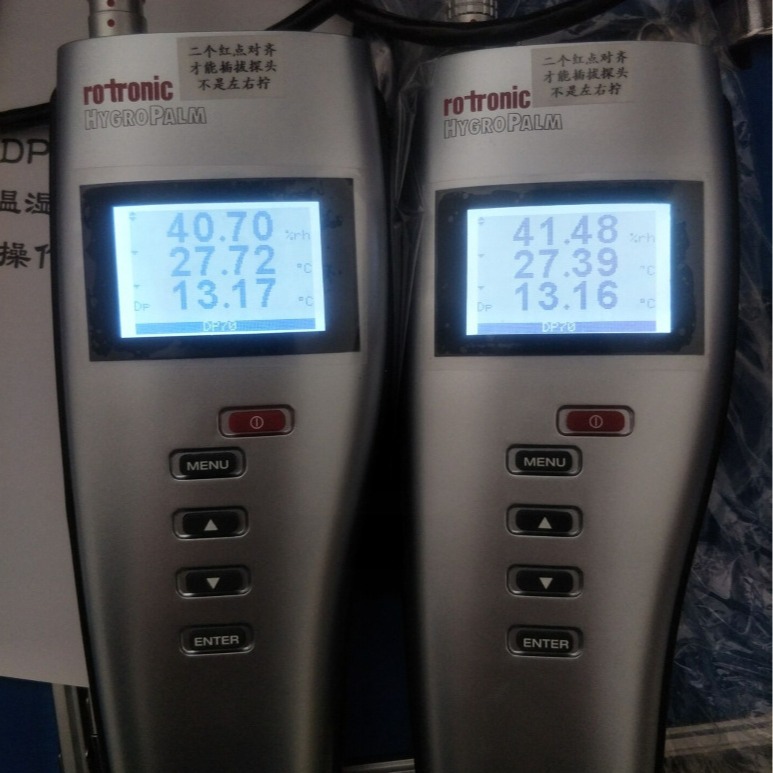 二个红点对齐
才能插拔探头
不是左右拧
rotronic
HYGROPALM
40.70 %rh
27.72 °C
Dp 13.17 °C
DP70
MENU
ENTER
二个红点对齐
才能插拔探头
不是左右拧
rotronic
HYGROPALM
41.48 %rh
27.39 °C
Dp 13.16 °C
DP70
MENU
ENTER
DP
温湿
操作